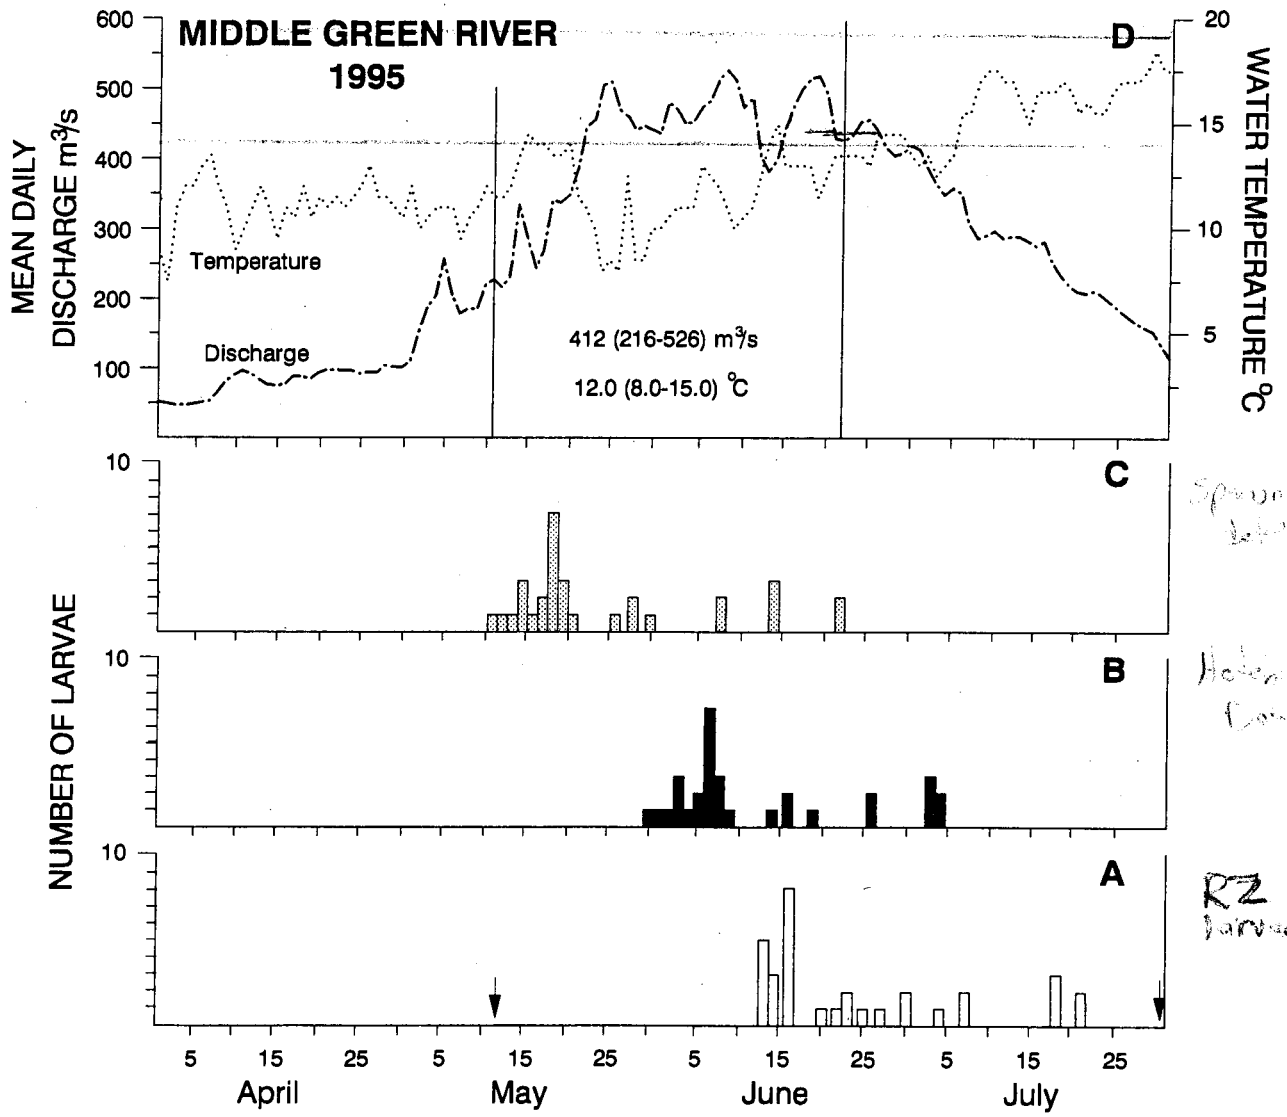 MIDDLE GREEN RIVER
1995
D
MEAN DAILY
DISCHARGE m³/s
600
500
400
300
200
100
WATER TEMPERATURE °C
20
15
10
5
Temperature
Discharge
412 (216-526) m³/s
12.0 (8.0-15.0) °C
NUMBER OF LARVAE
10
C
10
B
10
A
RZ
5 15 25 5 15 25 5 15 25 5 15 25
April May June July